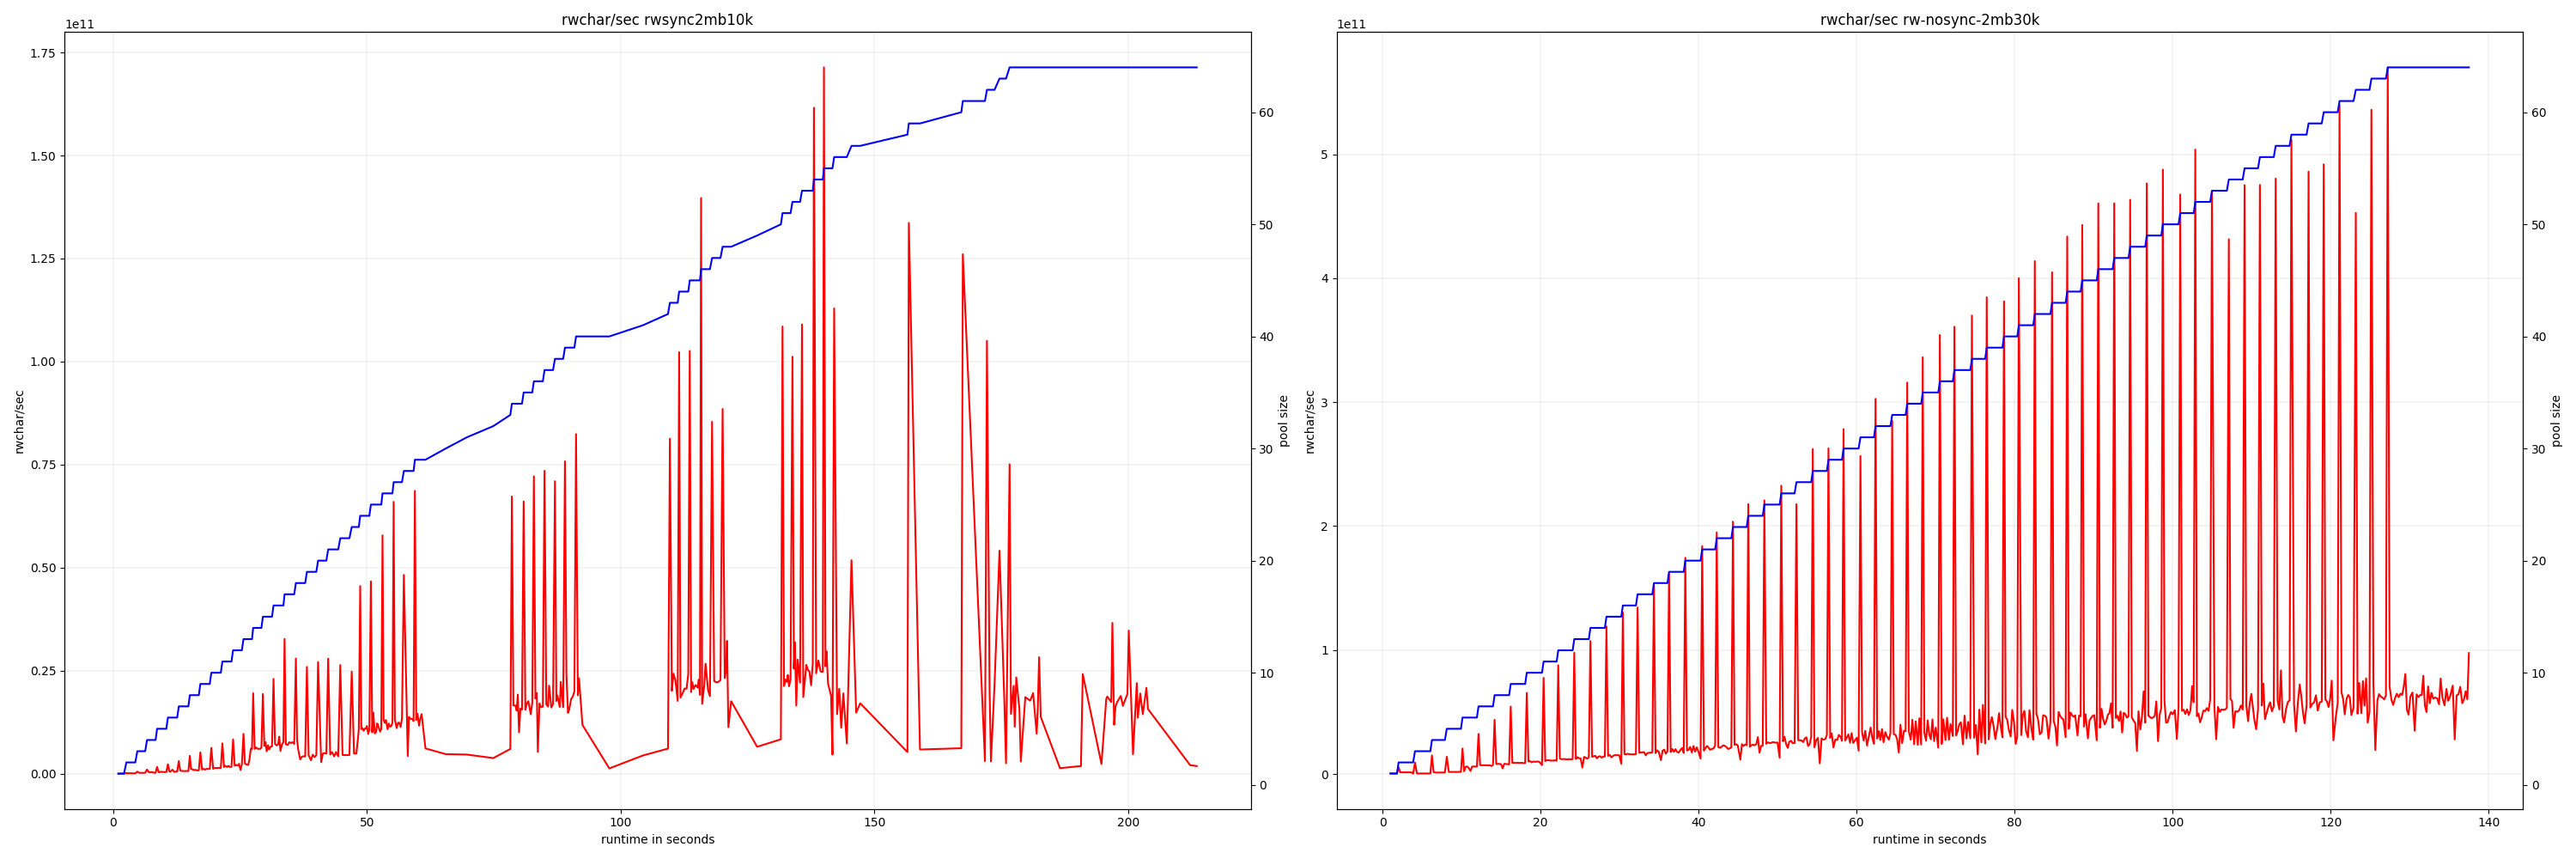 rwchar/sec rwsync2mb10k
1e11
1.75
1.50
1.25
1.00
0.75
0.50
0.25
0.00
rwchar/sec
0 50 100 150 200
runtime in seconds
60
50
40
30
20
10
0
pool size
rwchar/sec rw-nosync-2mb30k
1e11
5
4
3
2
1
0
rwchar/sec
0 20 40 60 80 100 120 140
runtime in seconds
60
50
40
30
20
10
0
pool size